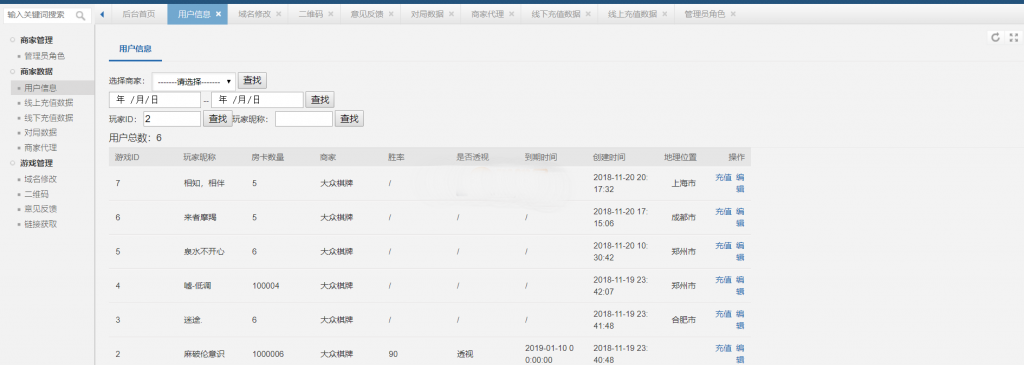 输入关键词搜索
后台首页 用户信息 × 域名修改 × 二维码 × 意见反馈 × 对局数据 × 商家代理 × 线下充值数据 × 线上充值数据 × 管理员角色 ×
商家管理
管理员角色
商家数据
用户信息
线上充值数据
线下充值数据
对局数据
商家代理
游戏管理
域名修改
二维码
意见反馈
链接获取
用户信息
选择商家： -------请选择------- 查找
年 /月/日 -- 年 /月/日 查找
玩家ID： 2 查找 玩家昵称： 查找
用户总数：6
游戏ID 玩家昵称 房卡数量 商家 胜率 是否透视 到期时间 创建时间 地理位置 操作
7 相知、相伴 5 大众棋牌 / 2018-11-20 20:17:32 上海市 充值 编辑
6 来者摩羯 5 大众棋牌 / / / 2018-11-20 17:15:06 成都市 充值 编辑
5 泉水不开心 6 大众棋牌 / / / 2018-11-20 10:30:42 郑州市 充值 编辑
4 嘘-低调 100004 大众棋牌 / / / 2018-11-19 23:42:07 郑州市 充值 编辑
3 迷途. 6 大众棋牌 / / / 2018-11-19 23:41:48 合肥市 充值 编辑
2 麻破伦意识 1000006 大众棋牌 90 透视 2019-01-10 00:00:00 2018-11-19 23:40:48 充值 编辑